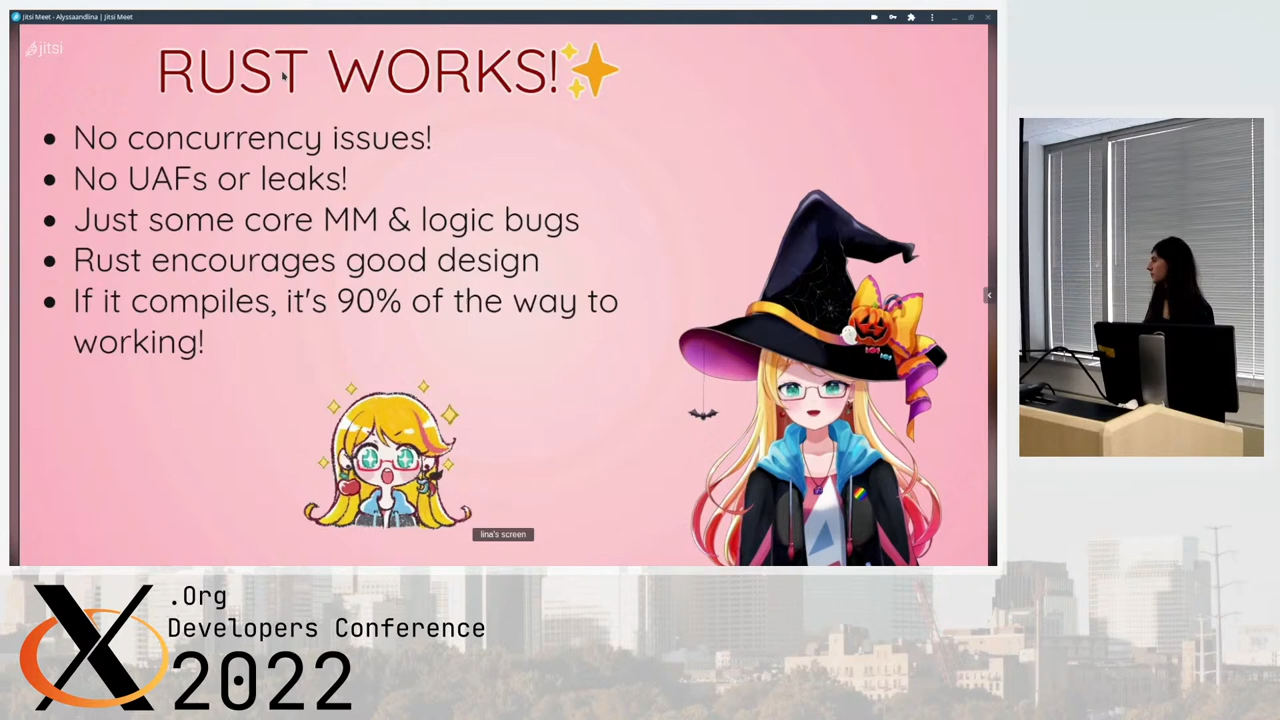 Jitsi Meet - Alyssaandlina | Jitsi Meet
jitsi
RUST WORKS!
• No concurrency issues!
• No UAFs or leaks!
• Just some core MM & logic bugs
• Rust encourages good design
• If it compiles, it's 90% of the way to
working!
lina's screen
X.Org
Developers Conference
2022